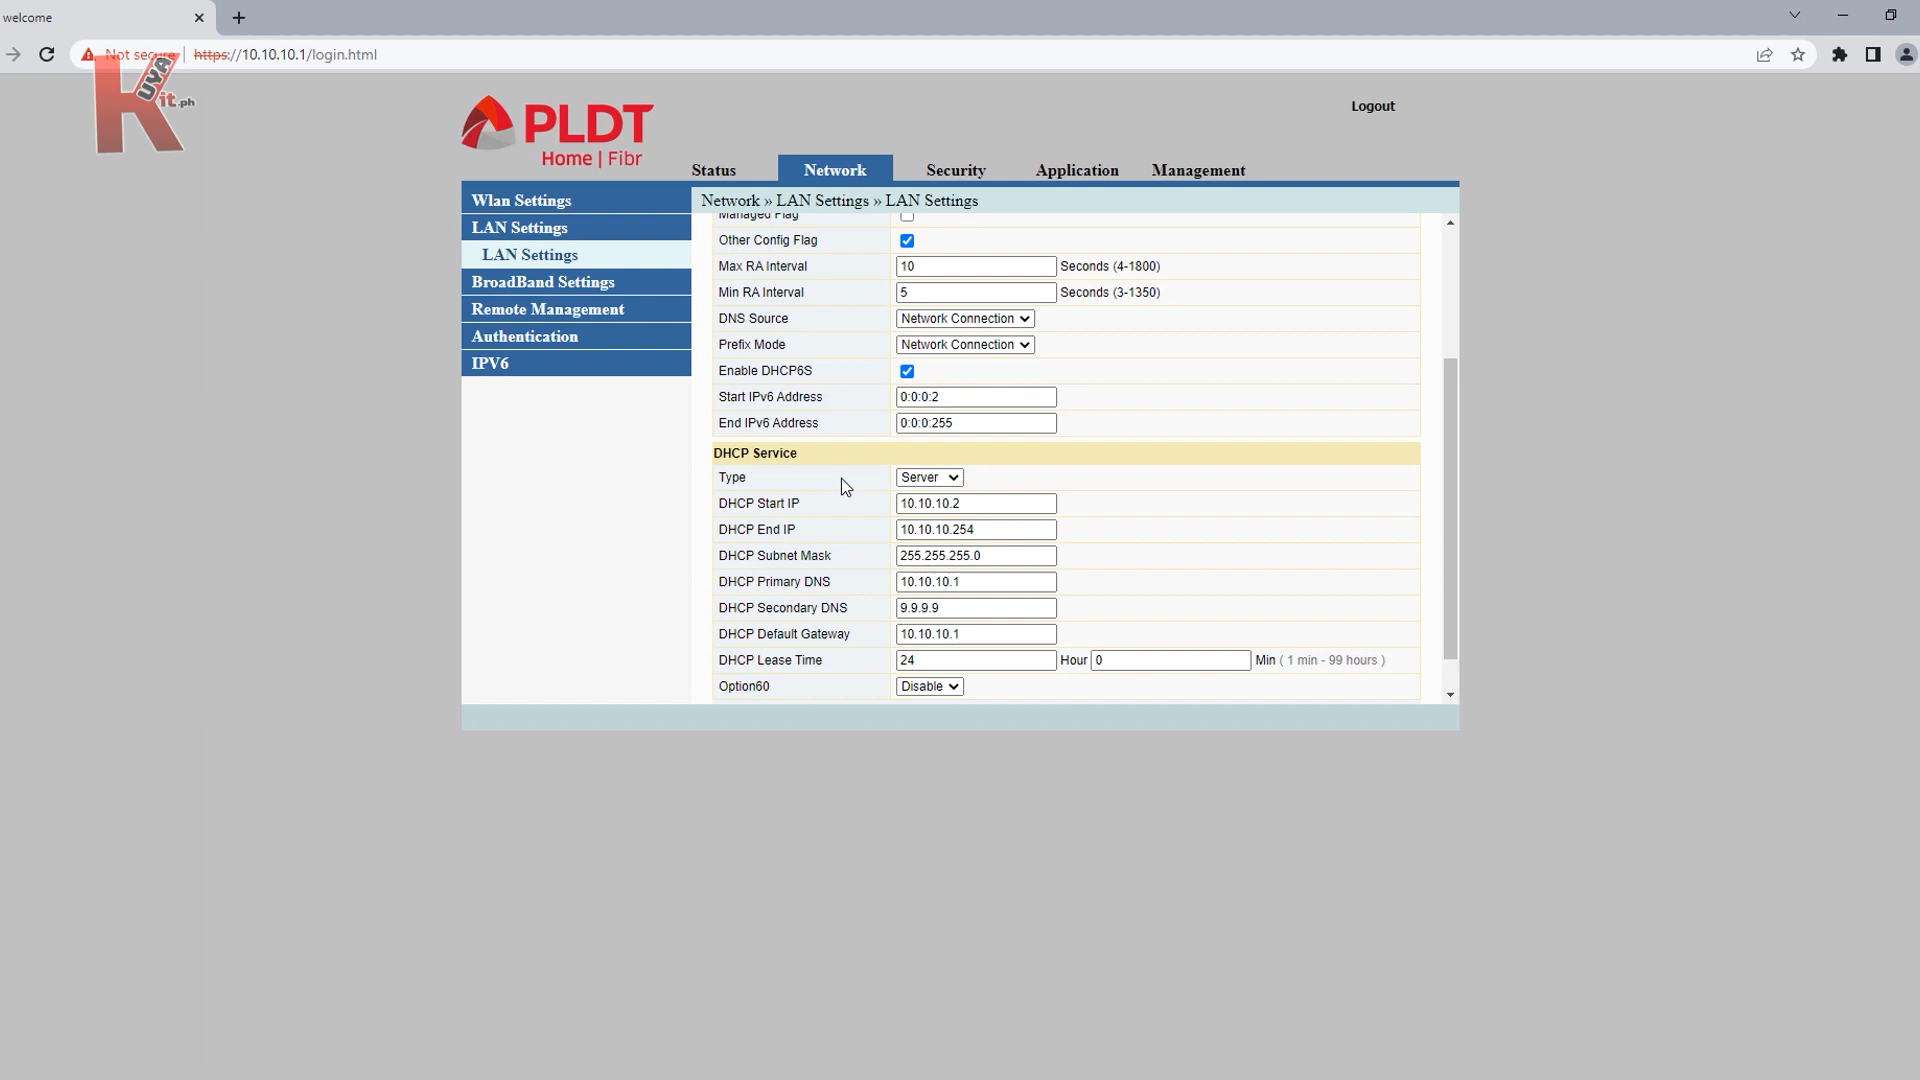 welcome
Not secure https://10.10.10.1/login.html
KUYA
it.ph
PLDT
Home | Fibr
Logout
Status Network Security Application Management
Wlan Settings
LAN Settings
LAN Settings
BroadBand Settings
Remote Management
Authentication
IPV6
Network » LAN Settings » LAN Settings
Managed Flag
Other Config Flag
Max RA Interval 10 Seconds (4-1800)
Min RA Interval 5 Seconds (3-1350)
DNS Source Network Connection
Prefix Mode Network Connection
Enable DHCP6S
Start IPv6 Address 0:0:0:2
End IPv6 Address 0:0:0:255
DHCP Service
Type Server
DHCP Start IP 10.10.10.2
DHCP End IP 10.10.10.254
DHCP Subnet Mask 255.255.255.0
DHCP Primary DNS 10.10.10.1
DHCP Secondary DNS 9.9.9.9
DHCP Default Gateway 10.10.10.1
DHCP Lease Time 24 Hour 0 Min ( 1 min - 99 hours )
Option60 Disable